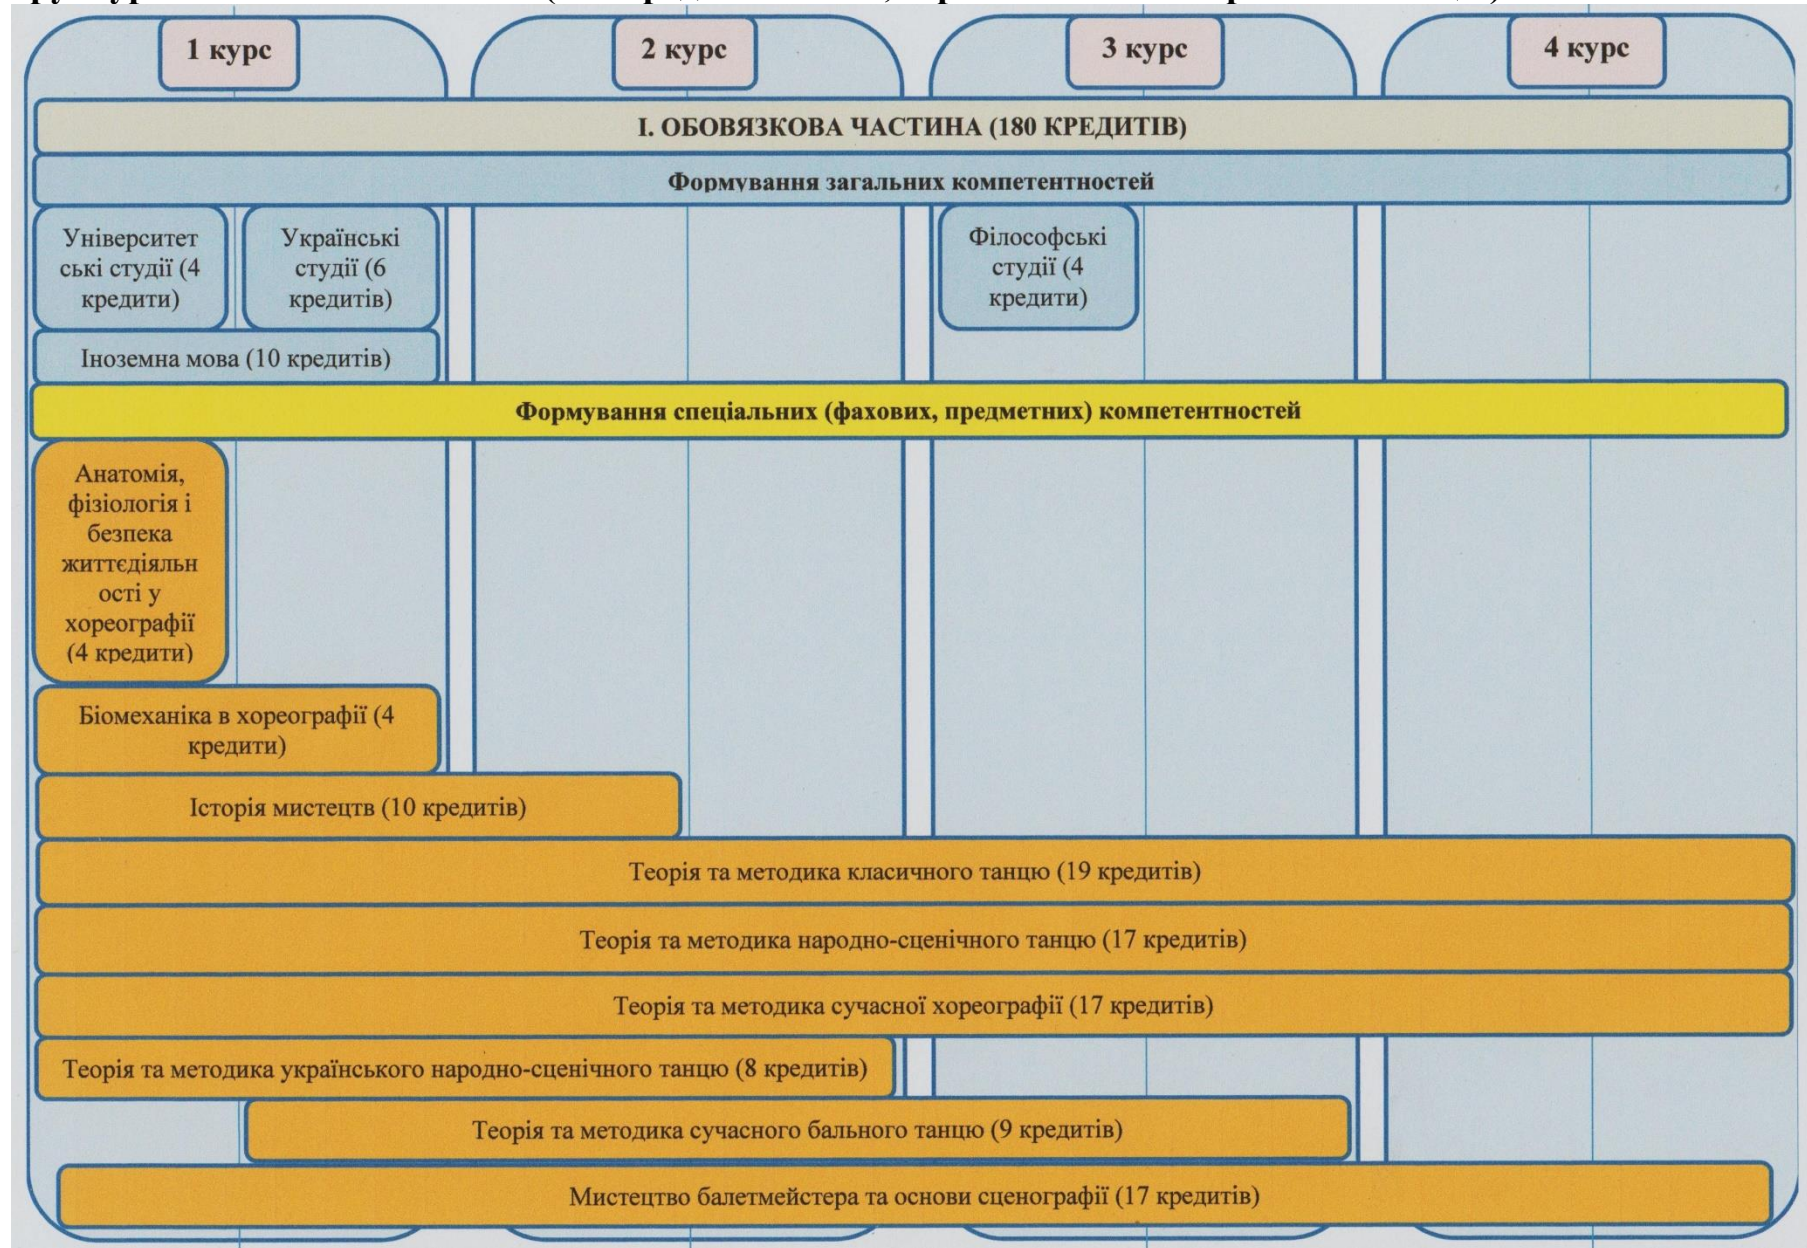 1 курс
2 курс
3 курс
4 курс
І. ОБОВЯЗКОВА ЧАСТИНА (180 КРЕДИТІВ)
Формування загальних компетентностей
Університет
ські студії (4
кредити)
Українські
студії (6
кредитів)
Філософські
студії (4
кредити)
Іноземна мова (10 кредитів)
Формування спеціальних (фахових, предметних) компетентностей
Анатомія,
фізіологія і
безпека
життєдіяльн
ості у
хореографії
(4 кредити)
Біомеханіка в хореографії (4
кредити)
Історія мистецтв (10 кредитів)
Теорія та методика класичного танцю (19 кредитів)
Теорія та методика народно-сценічного танцю (17 кредитів)
Теорія та методика сучасної хореографії (17 кредитів)
Теорія та методика українського народно-сценічного танцю (8 кредитів)
Теорія та методика сучасного бального танцю (9 кредитів)
Мистецтво балетмейстера та основи сценографії (17 кредитів)